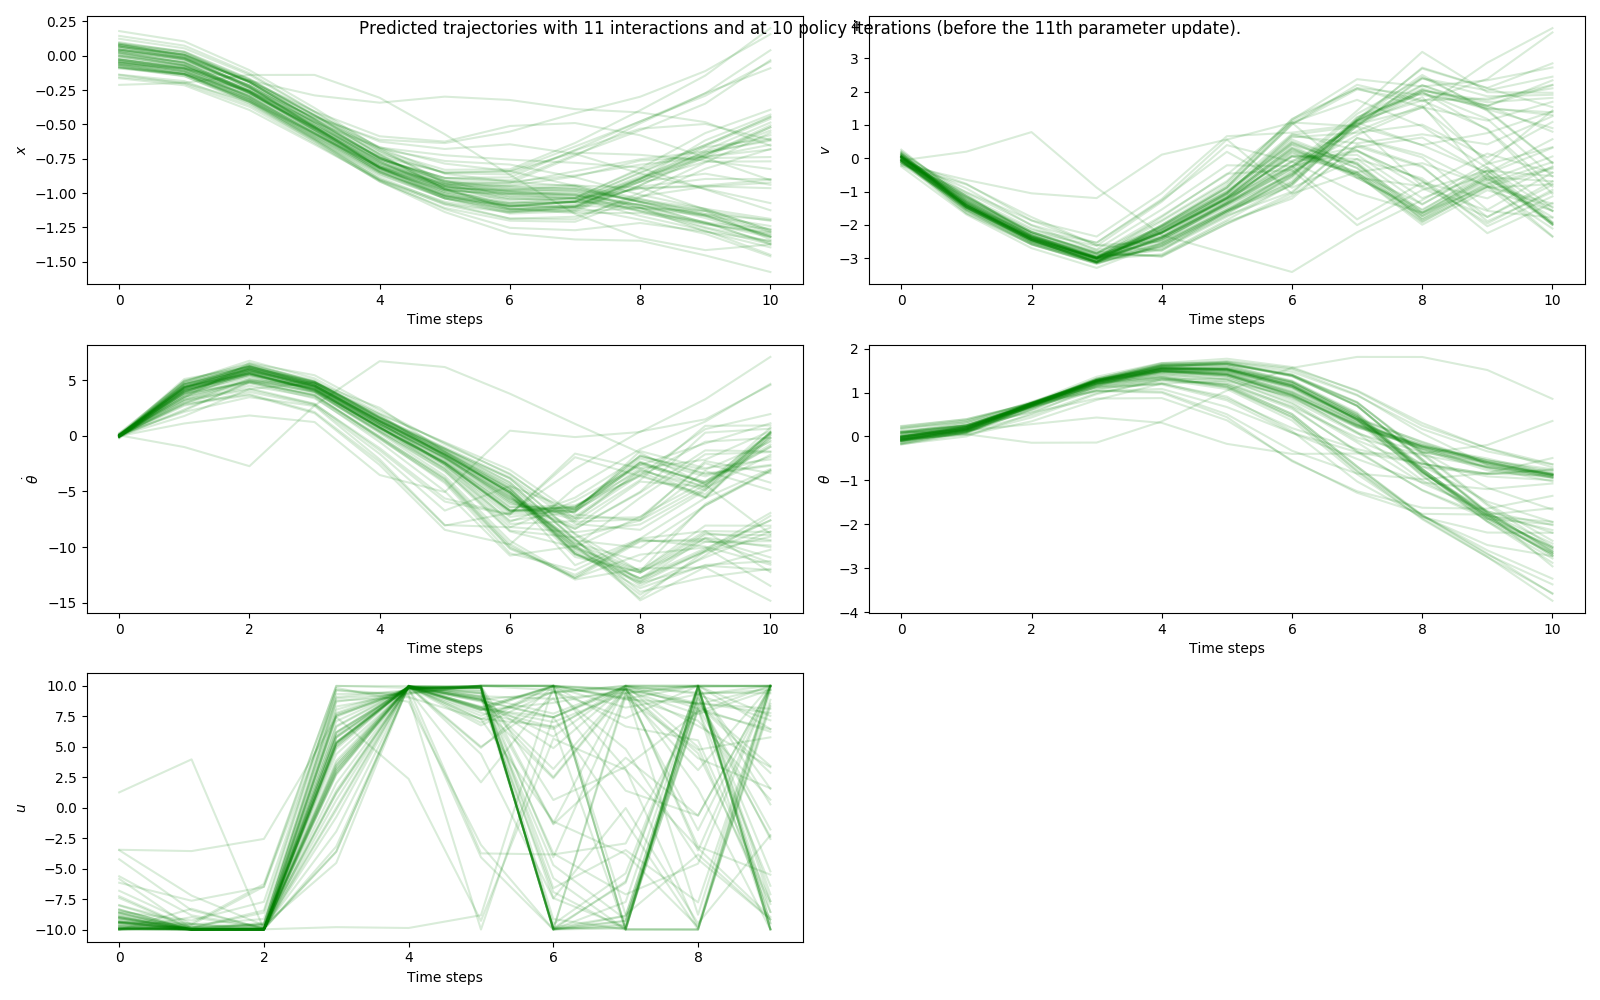 Predicted trajectories with 11 interactions and at 10 policy iterations (before the 11th parameter update).
0.25
0.00
−0.25
−0.50
−0.75
−1.00
−1.25
−1.50
x
0 2 4 6 8 10
Time steps
4
3
2
1
0
−1
−2
−3
v
0 2 4 6 8 10
Time steps
5
0
−5
−10
−15
θ̇
0 2 4 6 8 10
Time steps
2
1
0
−1
−2
−3
−4
θ
0 2 4 6 8 10
Time steps
10.0
7.5
5.0
2.5
0.0
−2.5
−5.0
−7.5
−10.0
u
0 2 4 6 8
Time steps